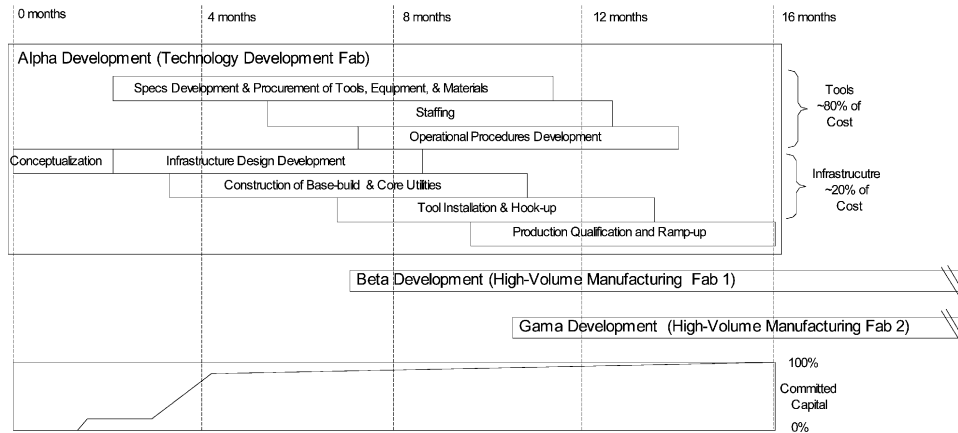 0 months
4 months
8 months
12 months
16 months
Alpha Development (Technology Development Fab)
Specs Development & Procurement of Tools, Equipment, & Materials
Staffing
Operational Procedures Development
Tools
~80% of
Cost
Conceptualization
Infrastructure Design Development
Construction of Base-build & Core Utilities
Tool Installation & Hook-up
Production Qualification and Ramp-up
Infrastrucutre
~20% of
Cost
Beta Development (High-Volume Manufacturing Fab 1)
Gama Development (High-Volume Manufacturing Fab 2)
100%
Committed
Capital
0%